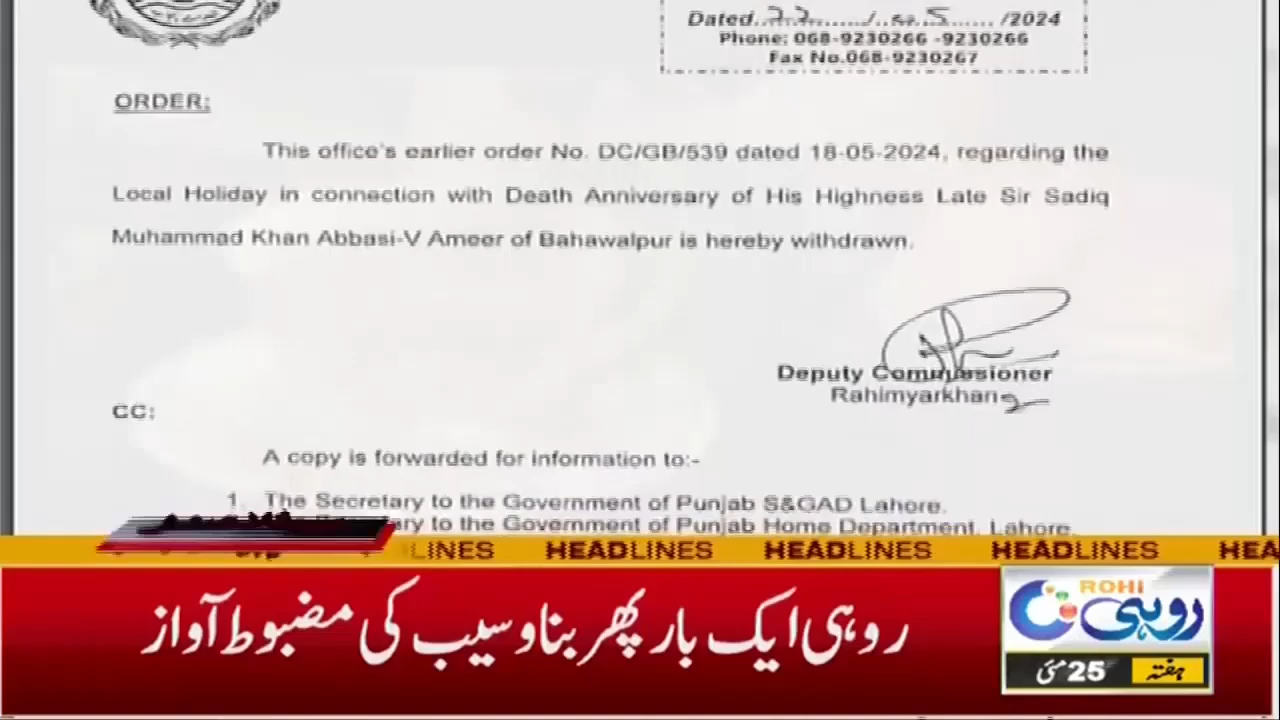 Dated 22 / 05 /2024
Phone: 068-9230266 -9230266
Fax No.068-9230267
ORDER;
This office's earlier order No. DC/GB/539 dated 18-05-2024, regarding the
Local Holiday in connection with Death Anniversary of His Highness Late Sir Sadiq
Muhammad Khan Abbasi-V Ameer of Bahawalpur is hereby withdrawn.
Deputy Commissioner
Rahimyarkhan
CC:
A copy is forwarded for information to:-
1. The Secretary to the Government of Punjab S&GAD Lahore.
ary to the Government of Punjab Home Department, Lahore.
LINES HEADLINES HEADLINES HEADLINES HEA
روہی ایک بار پھر بنا وسیب کی مضبوط آواز
ROHI
روہی
ہفتہ 25 مئی